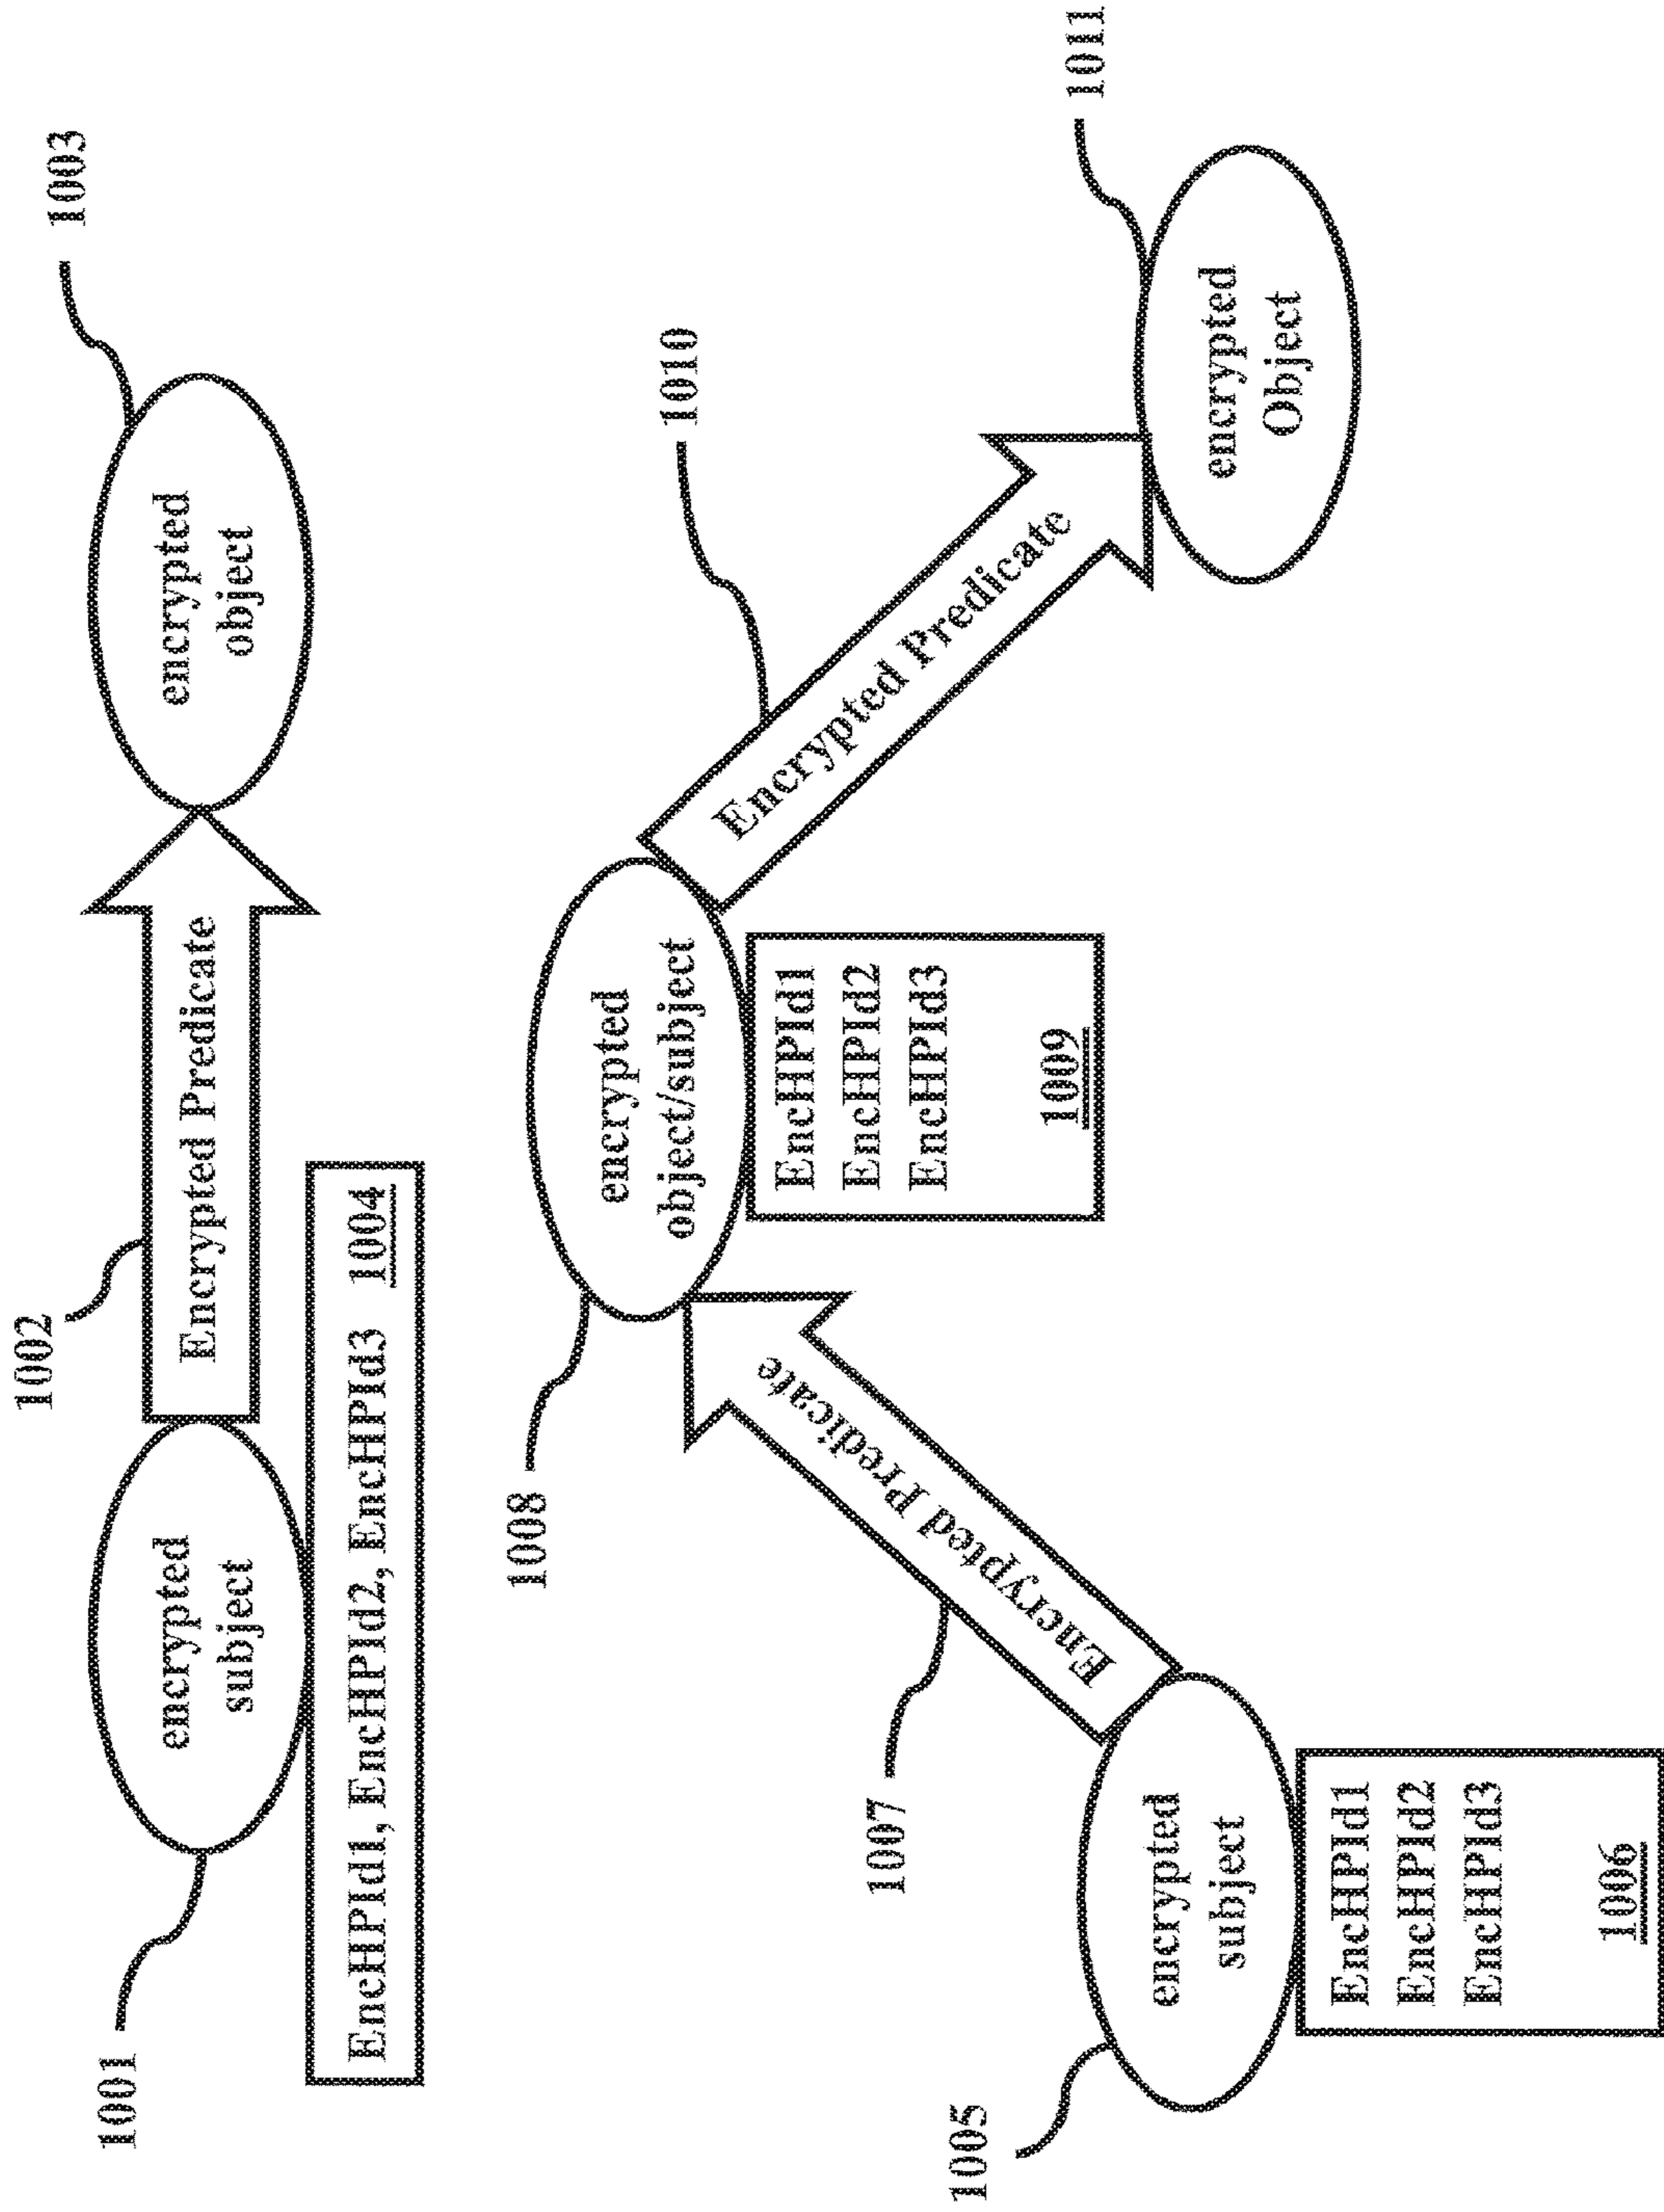 1001
1002
1003
encrypted
subject
Encrypted Predicate
encrypted
object
EncHPId1, EncHPId2, EncHPId3 1004
1008
1010
encrypted
object/subject
EncHPId1
EncHPId2
EncHPId3
1009
1007
Encrypted Predicate
Encrypted Predicate
1005
encrypted
subject
EncHPId1
EncHPId2
EncHPId3
1006
1011
encrypted
Object